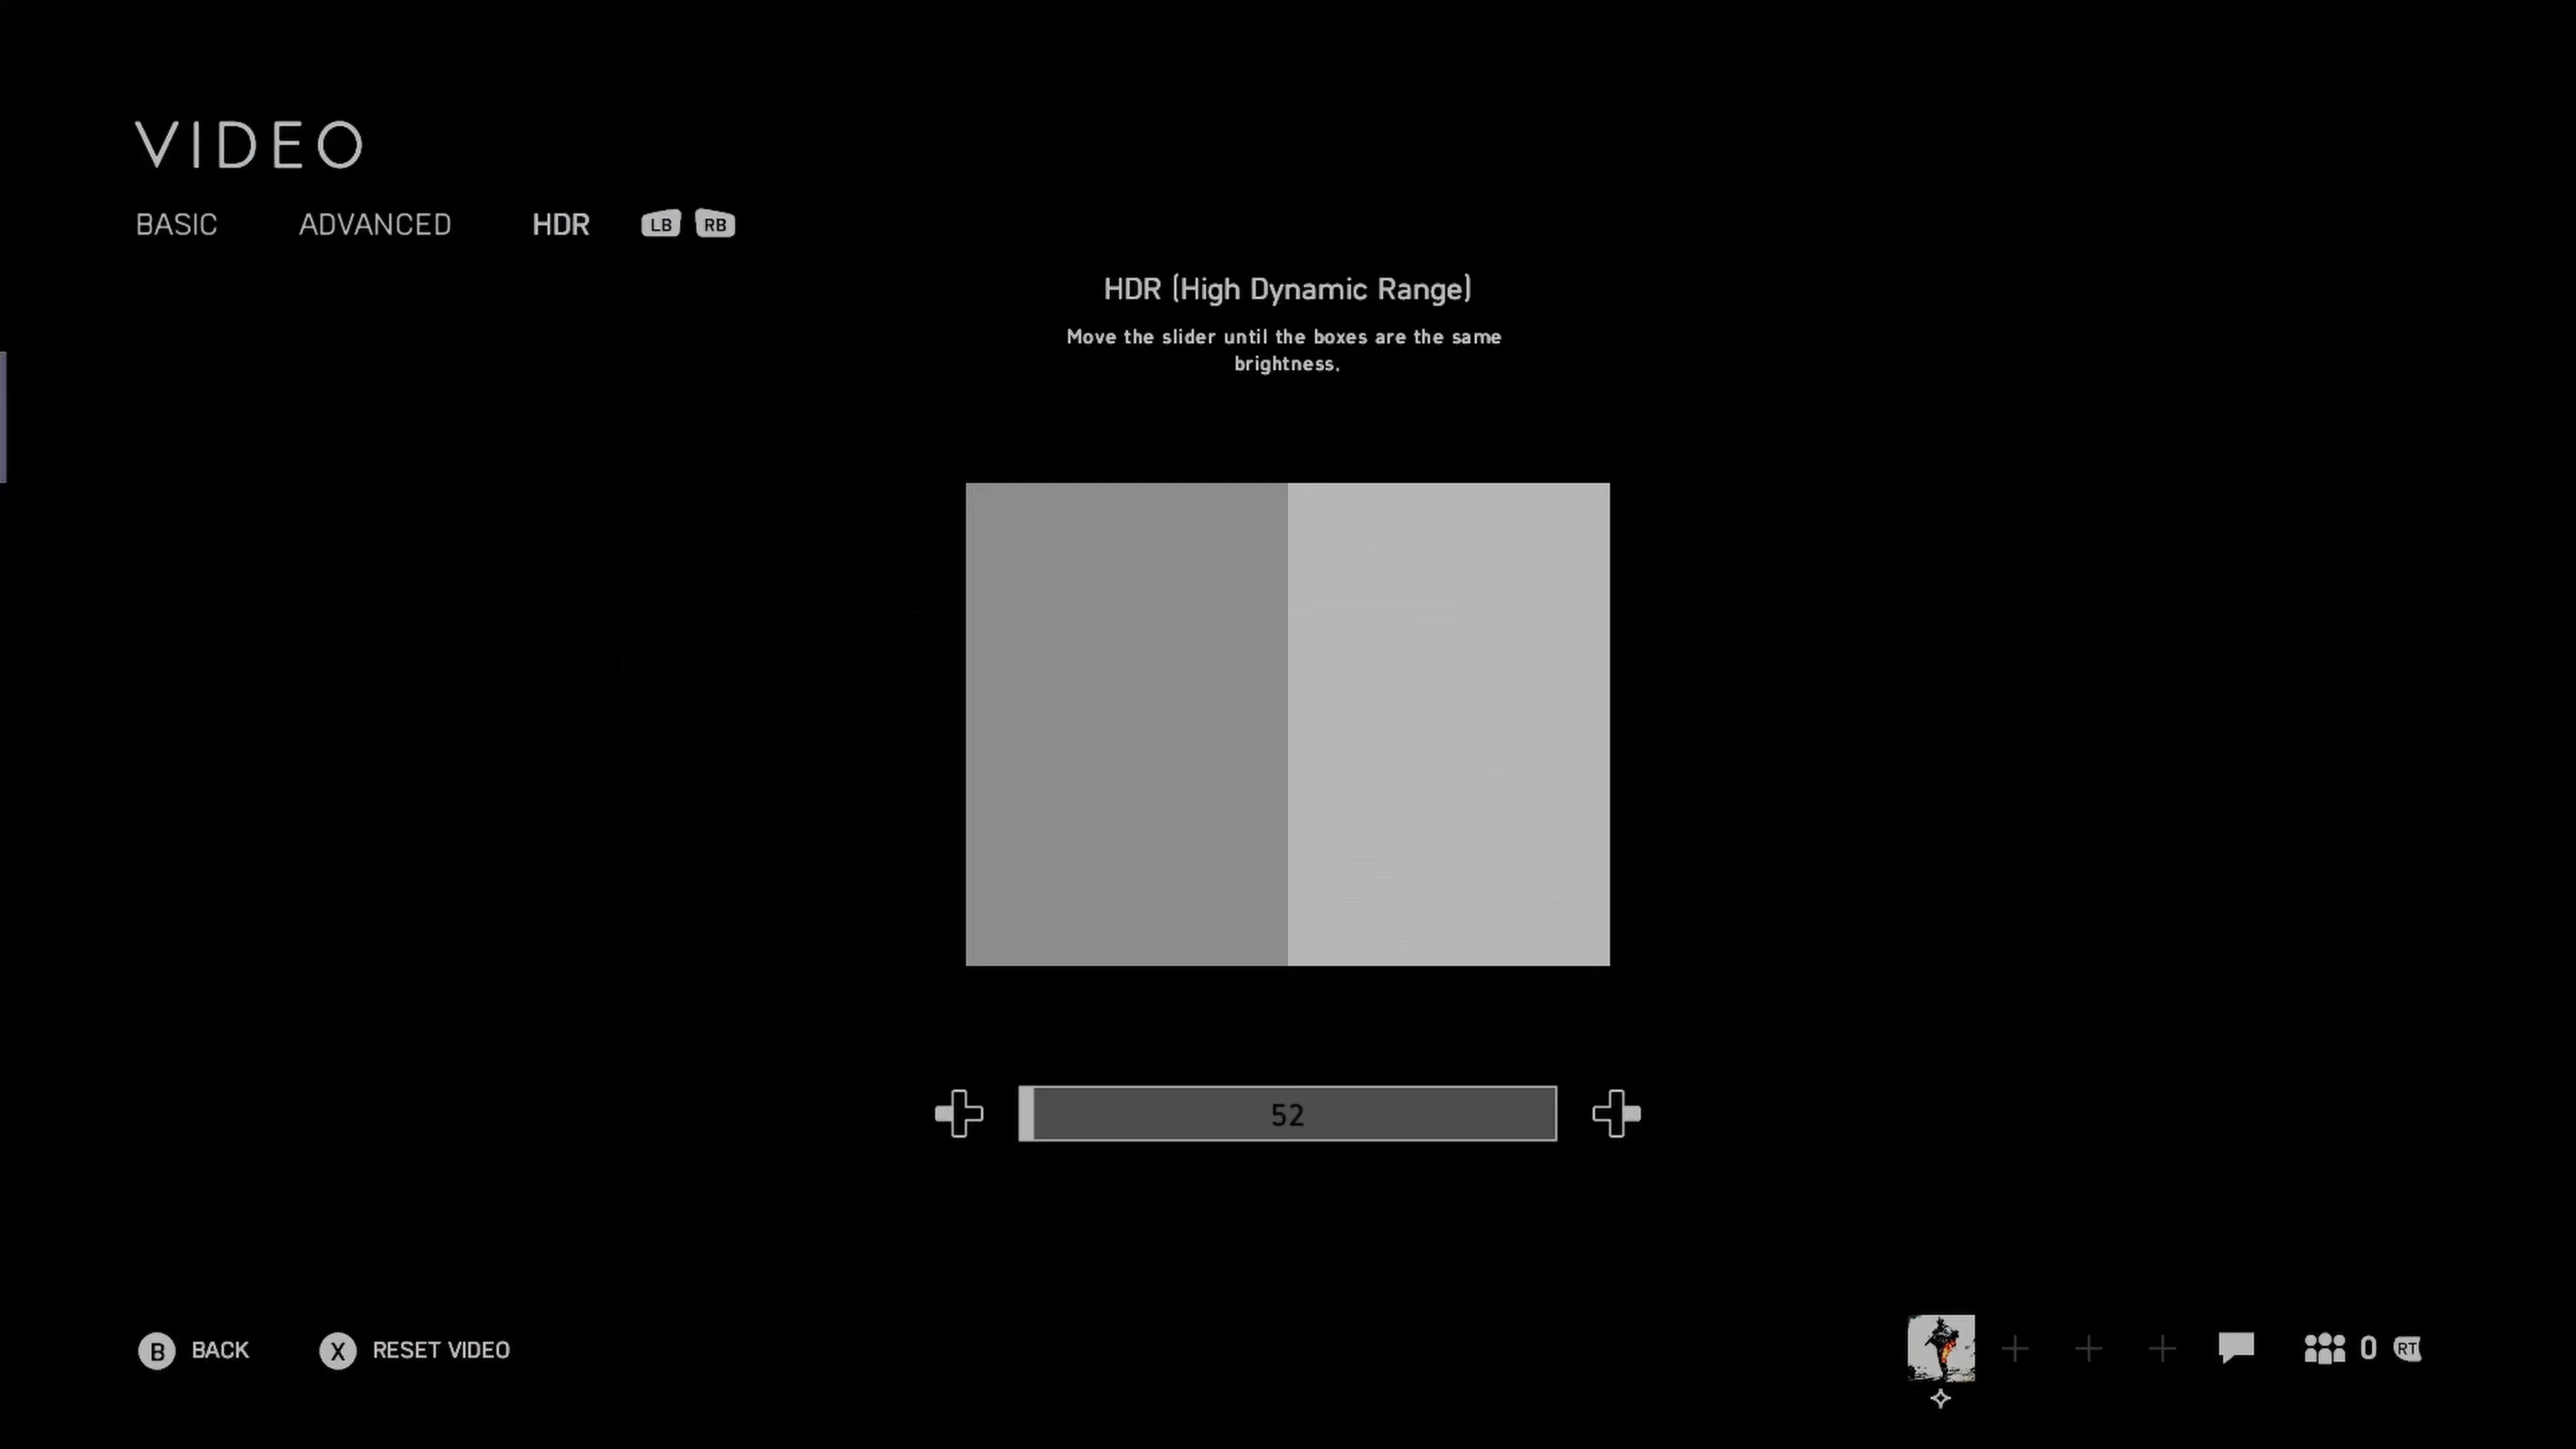 VIDEO
BASIC ADVANCED HDR LB RB
HDR (High Dynamic Range)
Move the slider until the boxes are the same
brightness.
52
B BACK X RESET VIDEO
0 RT